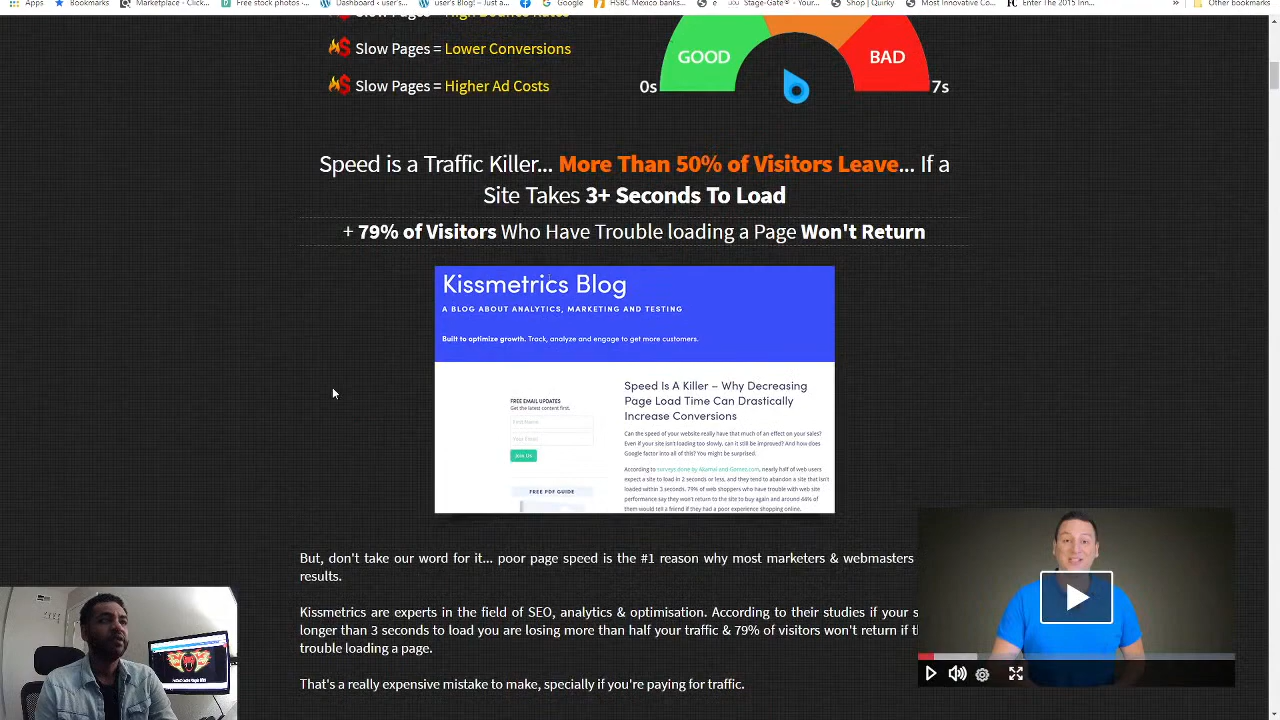 Apps
Bookmarks
Marketplace - Charit...
Free stock photos -...
Dashboard ‹ user's...
user's Blog! – Just a...
Google
HSBC Mexico banks...
e
Stage-Gate® - Your...
Shop | Quirky
Most Innovative Co...
Enter The 2015 Inn...
»
Other bookmarks
Slow Pages = High Bounce Rates
Slow Pages = Lower Conversions
Slow Pages = Higher Ad Costs
GOOD
BAD
0s
7s
Speed is a Traffic Killer... More Than 50% of Visitors Leave... If a
Site Takes 3+ Seconds To Load
+ 79% of Visitors Who Have Trouble loading a Page Won't Return
Kissmetrics Blog
A BLOG ABOUT ANALYTICS, MARKETING AND TESTING
Built to optimize growth. Track, analyze and engage to get more customers.
FREE EMAIL UPDATES
Get the latest content first.
First Name
Your Email
Join Us
FREE PDF GUIDE
Speed Is A Killer – Why Decreasing
Page Load Time Can Drastically
Increase Conversions
Can the speed of your website really have that much of an effect on your sales?
Even if your site isn't loading too slowly, can it still be improved? And how does
Google factor into all of this? You might be surprised.
According to surveys done by Akamai and Gomez.com, nearly half of web users
expect a site to load in 2 seconds or less, and they tend to abandon a site that isn't
loaded within 3 seconds. 79% of web shoppers who have trouble with web site
performance say they won't return to the site to buy again and around 44% of
them would tell a friend if they had a poor experience shopping online.
But, don't take our word for it... poor page speed is the #1 reason why most marketers & webmasters
results.
Kissmetrics are experts in the field of SEO, analytics & optimisation. According to their studies if your s
longer than 3 seconds to load you are losing more than half your traffic & 79% of visitors won't return if th
trouble loading a page.
That's a really expensive mistake to make, specially if you're paying for traffic.